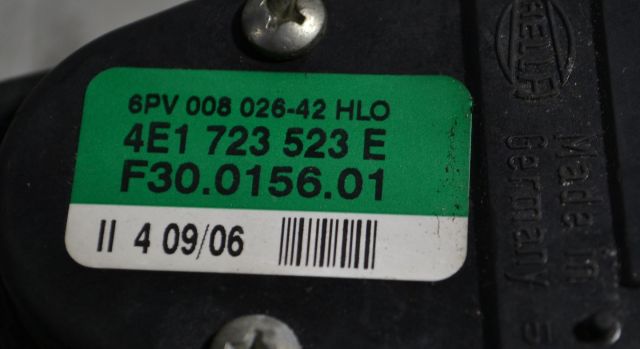 6PV 008 026-42 HLO
4E1 723 523 E
F30.0156.01
II 4 09/06
HELLA
Made in
Germany 5